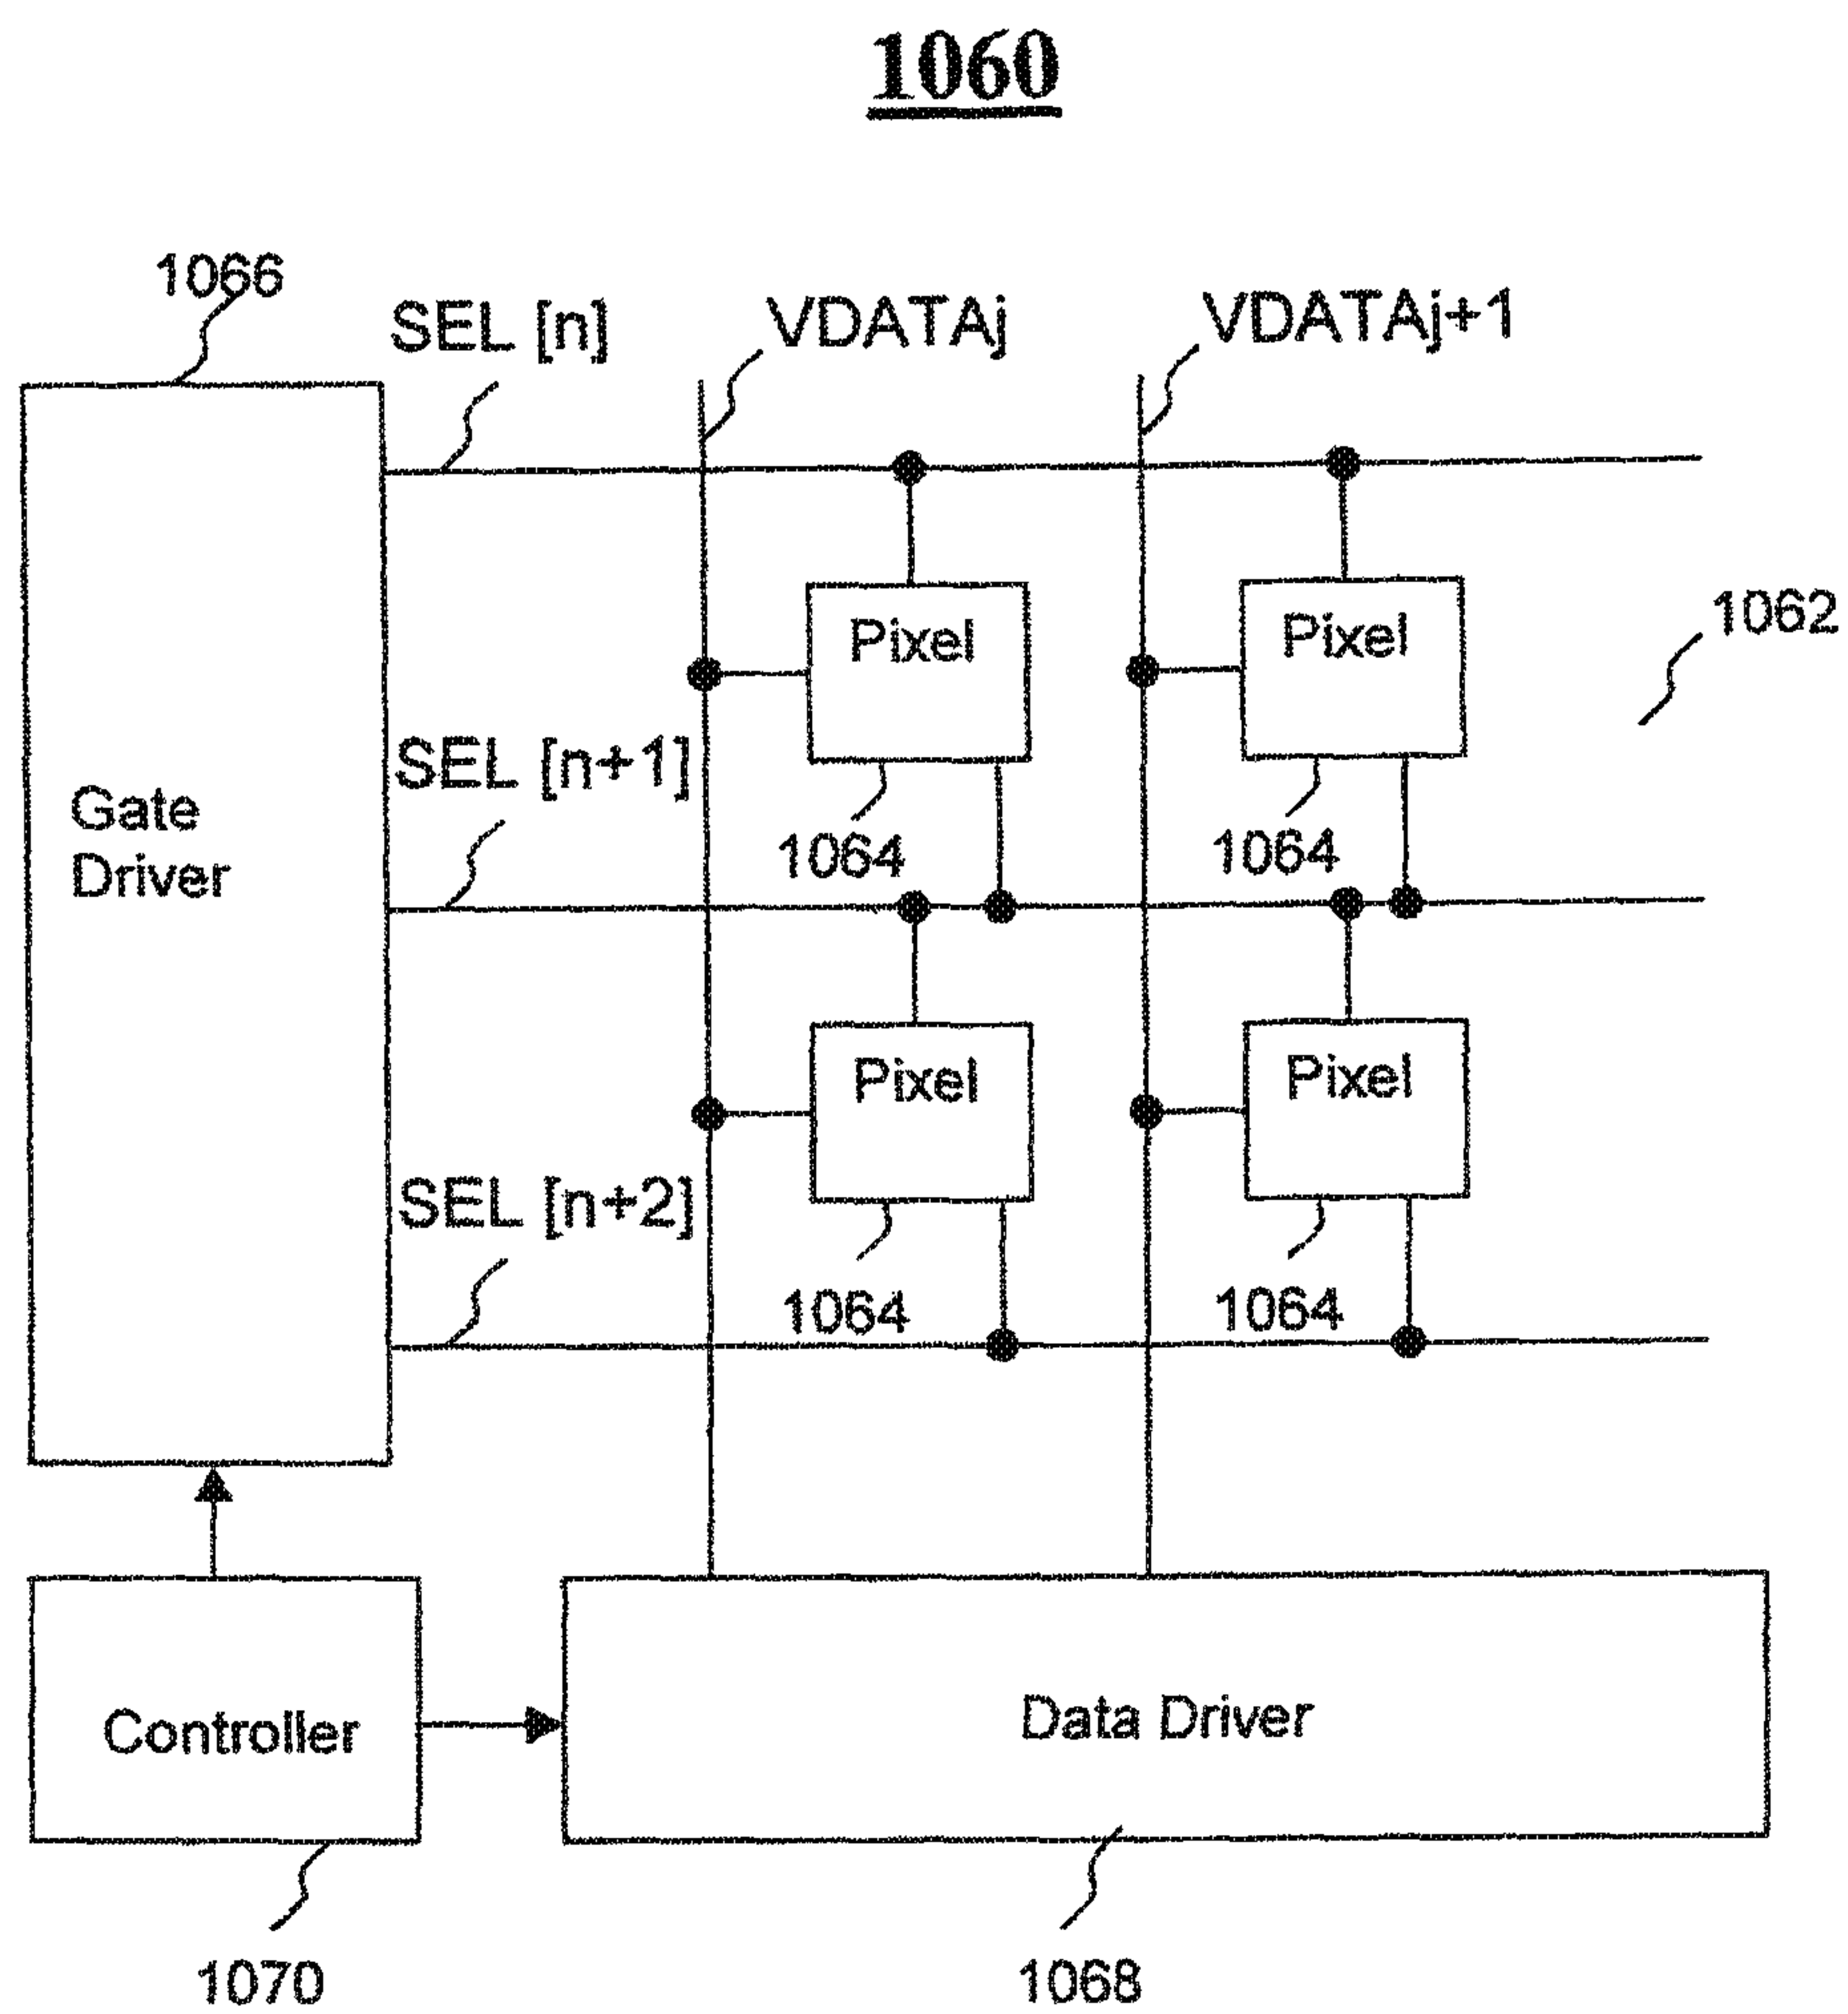 1060
1066
SEL [n]
VDATAj
VDATAj+1
Pixel
Pixel
1062
SEL [n+1]
Gate
Driver
1064
1064
Pixel
Pixel
SEL [n+2]
1064
1064
Controller
Data Driver
1070
1068